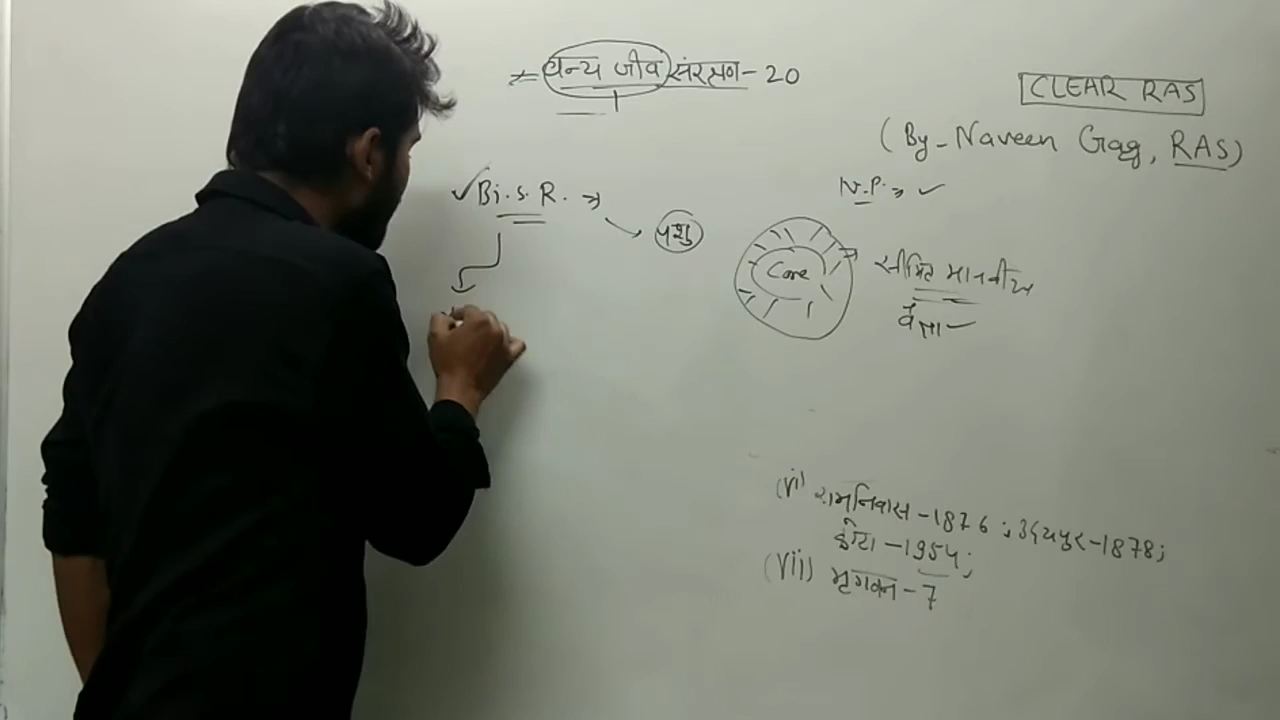 वन्य जीव संरक्षण - 20
CLEAR RAS
(By - Naveen Gagg, RAS)
N.P. → ✓
✓ Bi. S. R. →
पशु
Core
सीमित मानवीय
(vi) रामनिवास - 1876 ; उदयपुर - 1878;
कोटा - 1954;
(vii) मृगवन - 7